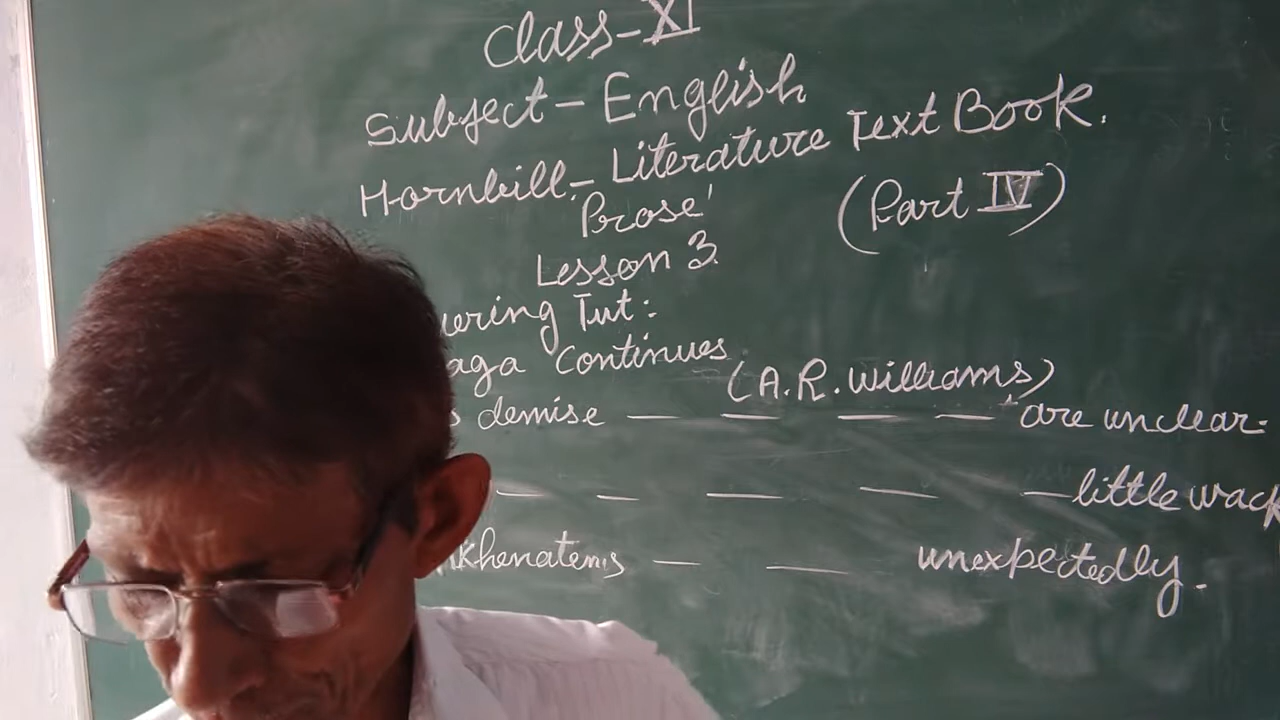 Class-XI
Subject-English
Hornbill-Literature Text Book.
Prose (Part IV)
Lesson 3
uering Tut:
aga Continues
(A.R.Williams)
s demise — — — — are unclear.
— — — — — little wack
khenaten's — — unexpectedly.